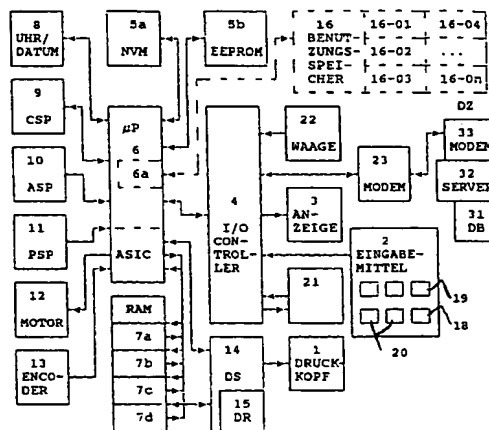 8
UHR/
DATUM
5a
NVM
5b
EEPROM
16
BENUT-
ZUNGS-
SPEI-
CHER
16-01
16-04
16-02
...
16-03
16-0n
9
CSP
µP
6
6a
ASIC
10
ASP
11
PSP
12
MOTOR
13
ENCO-
DER
RAM
7a
7b
7c
7d
4
I/O
CONTROL-
LER
22
WAAGE
3
AN-
ZEIGE
21
14
DS
15
DR
1
DRUCK-
KOPF
23
MODEM
DZ
33
MODEM
32
SERVER
31
DB
2
EINGABE-
MITTEL
19
18
20